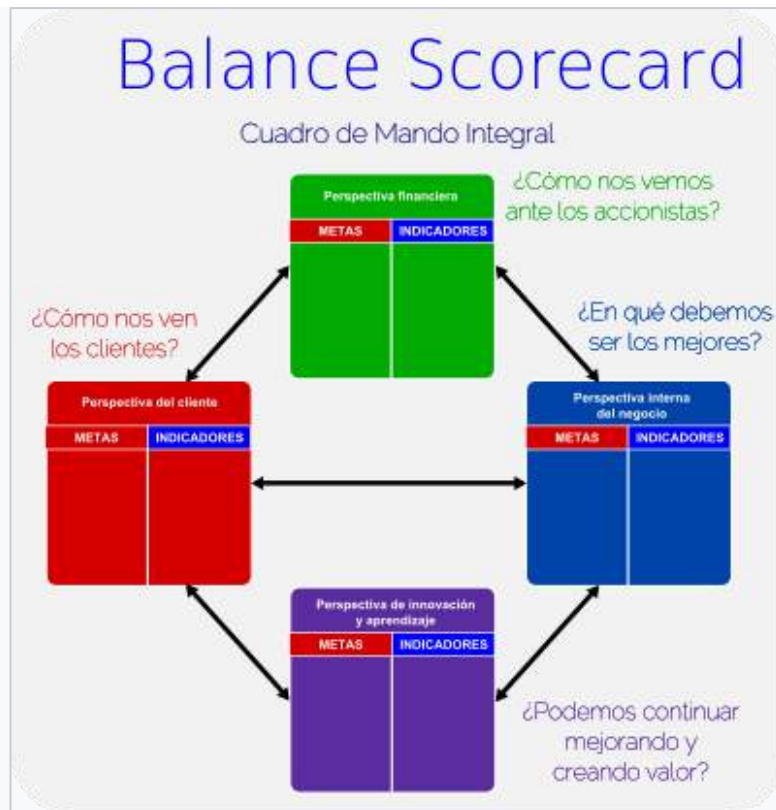 Balance Scorecard
Cuadro de Mando Integral
Perspectiva financiera
METAS INDICADORES
¿Cómo nos vemos
ante los accionistas?
¿Cómo nos ven
los clientes?
¿En qué debemos
ser los mejores?
Perspectiva del cliente
METAS INDICADORES
Perspectiva interna
del negocio
METAS INDICADORES
Perspectiva de innovación
y aprendizaje
METAS INDICADORES
¿Podemos continuar
mejorando y
creando valor?